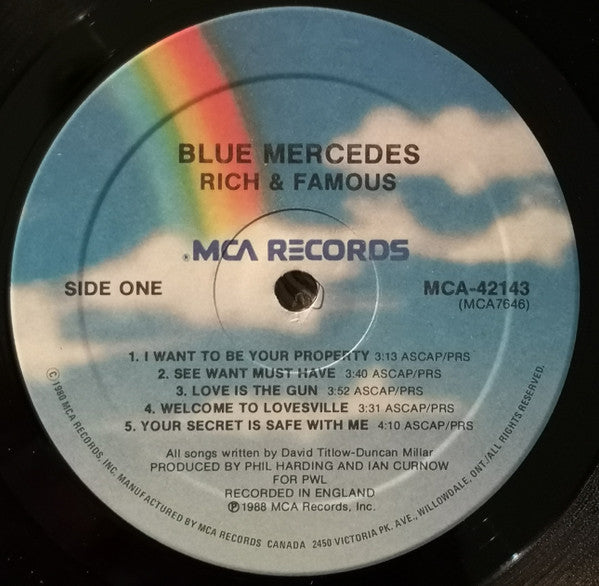 BLUE MERCEDES
RICH & FAMOUS
®MCA RECORDS
SIDE ONE
MCA-42143
(MCA7646)
1. I WANT TO BE YOUR PROPERTY 3:13 ASCAP/PRS
2. SEE WANT MUST HAVE 3:40 ASCAP/PRS
3. LOVE IS THE GUN 3:52 ASCAP/PRS
4. WELCOME TO LOVESVILLE 3:31 ASCAP/PRS
5. YOUR SECRET IS SAFE WITH ME 4:10 ASCAP/PRS
All songs written by David Titlow-Duncan Millar
PRODUCED BY PHIL HARDING AND IAN CURNOW
FOR PWL
RECORDED IN ENGLAND
℗1988 MCA Records, Inc.
©1980 MCA RECORDS, INC. MANUFACTURED BY MCA RECORDS CANADA 2450 VICTORIA PK. AVE., WILLOWDALE, ONT./ALL RIGHTS RESERVED.